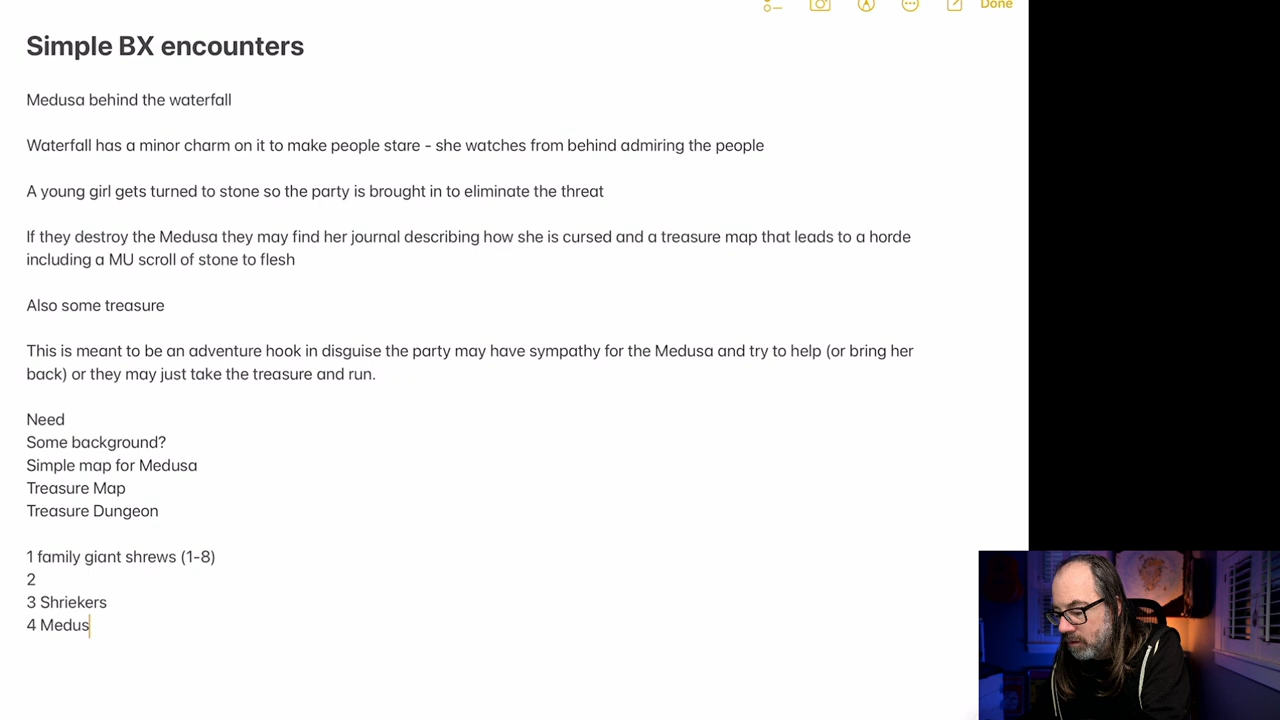 Done
Simple BX encounters
Medusa behind the waterfall
Waterfall has a minor charm on it to make people stare - she watches from behind admiring the people
A young girl gets turned to stone so the party is brought in to eliminate the threat
If they destroy the Medusa they may find her journal describing how she is cursed and a treasure map that leads to a horde
including a MU scroll of stone to flesh
Also some treasure
This is meant to be an adventure hook in disguise the party may have sympathy for the Medusa and try to help (or bring her
back) or they may just take the treasure and run.
Need
Some background?
Simple map for Medusa
Treasure Map
Treasure Dungeon
1 family giant shrews (1-8)
2
3 Shriekers
4 Medus